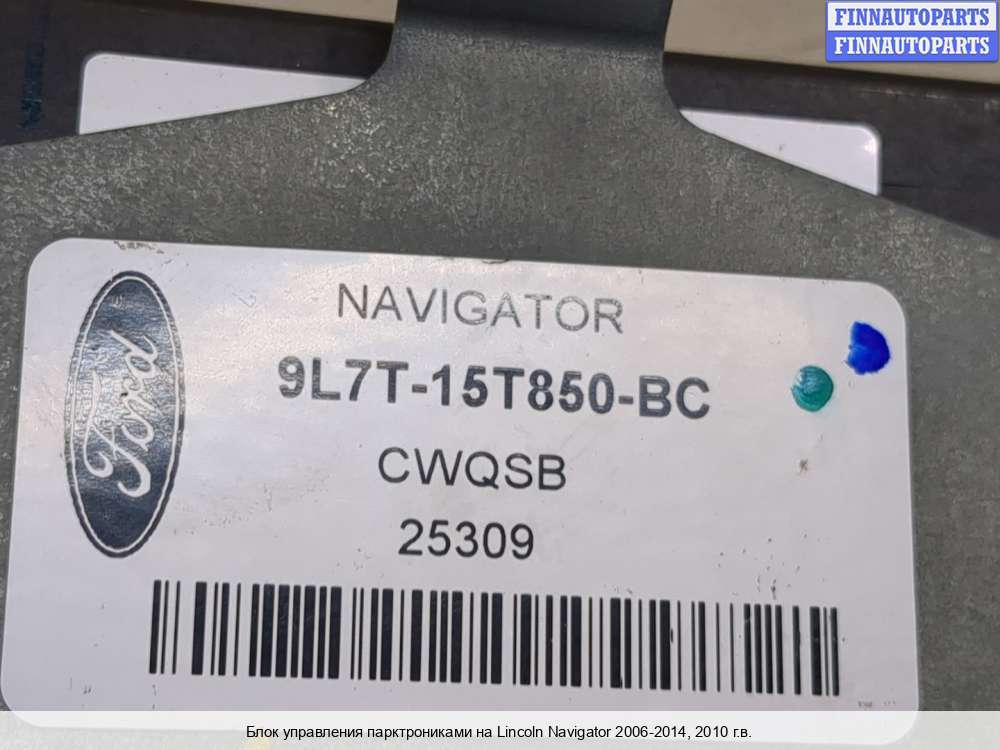 FINNAUTOPARTS
FINNAUTOPARTS
NAVIGATOR
Ford
9L7T-15T850-BC
CWQSB
25309
Блок управления парктрониками на Lincoln Navigator 2006-2014, 2010 г.в.